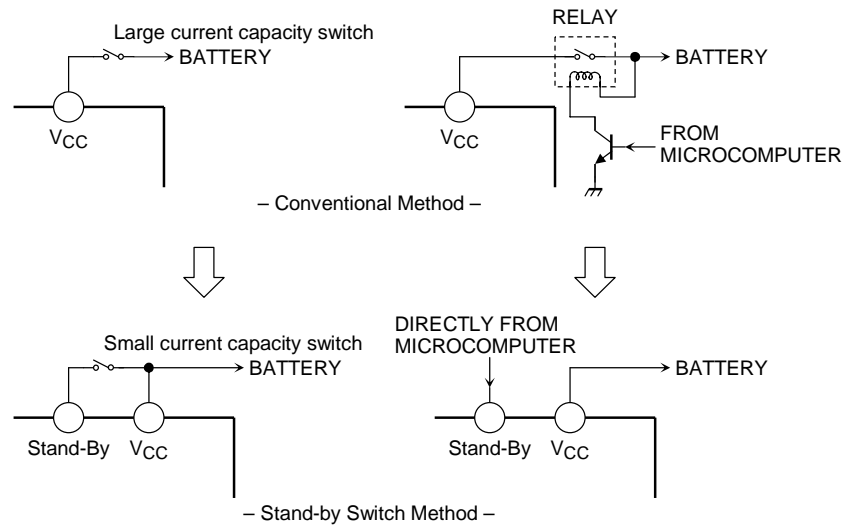 Large current capacity switch
BATTERY
VCC
RELAY
BATTERY
VCC
FROM
MICROCOMPUTER
– Conventional Method –
Small current capacity switch
BATTERY
Stand-By VCC
DIRECTLY FROM
MICROCOMPUTER
BATTERY
Stand-By VCC
– Stand-by Switch Method –